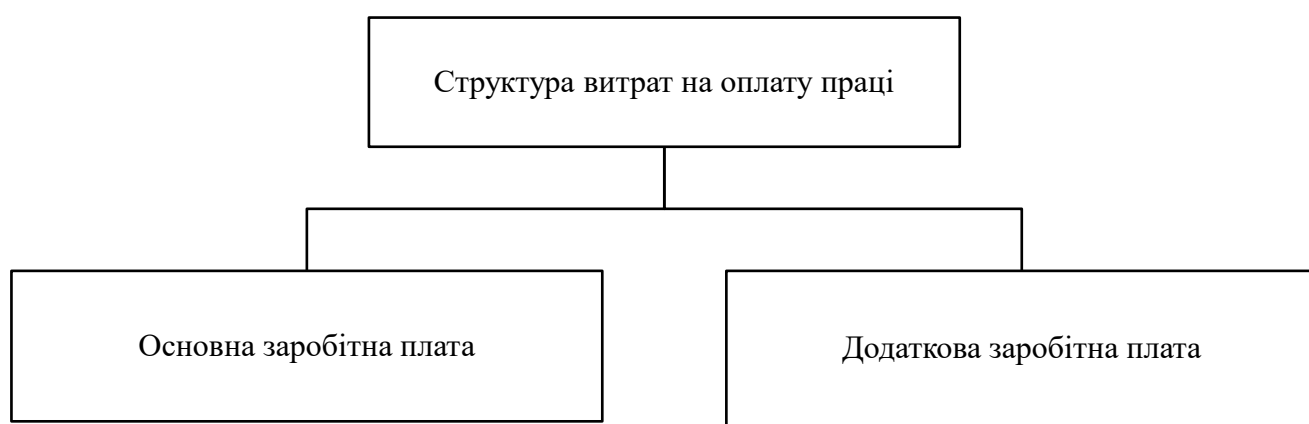 Структура витрат на оплату праці
Основна заробітна плата
Додаткова заробітна плата